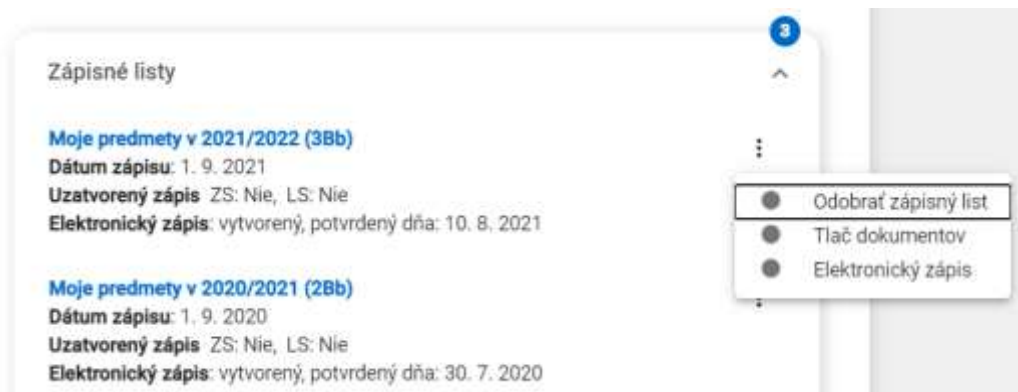 3
Zápisné listy
Moje predmety v 2021/2022 (3Bb)
Dátum zápisu: 1. 9. 2021
Uzatvorený zápis ZS: Nie, LS: Nie
Elektronický zápis: vytvorený, potvrdený dňa: 10. 8. 2021
Odobrať zápisný list
Tlač dokumentov
Elektronický zápis
Moje predmety v 2020/2021 (2Bb)
Dátum zápisu: 1. 9. 2020
Uzatvorený zápis ZS: Nie, LS: Nie
Elektronický zápis: vytvorený, potvrdený dňa: 30. 7. 2020